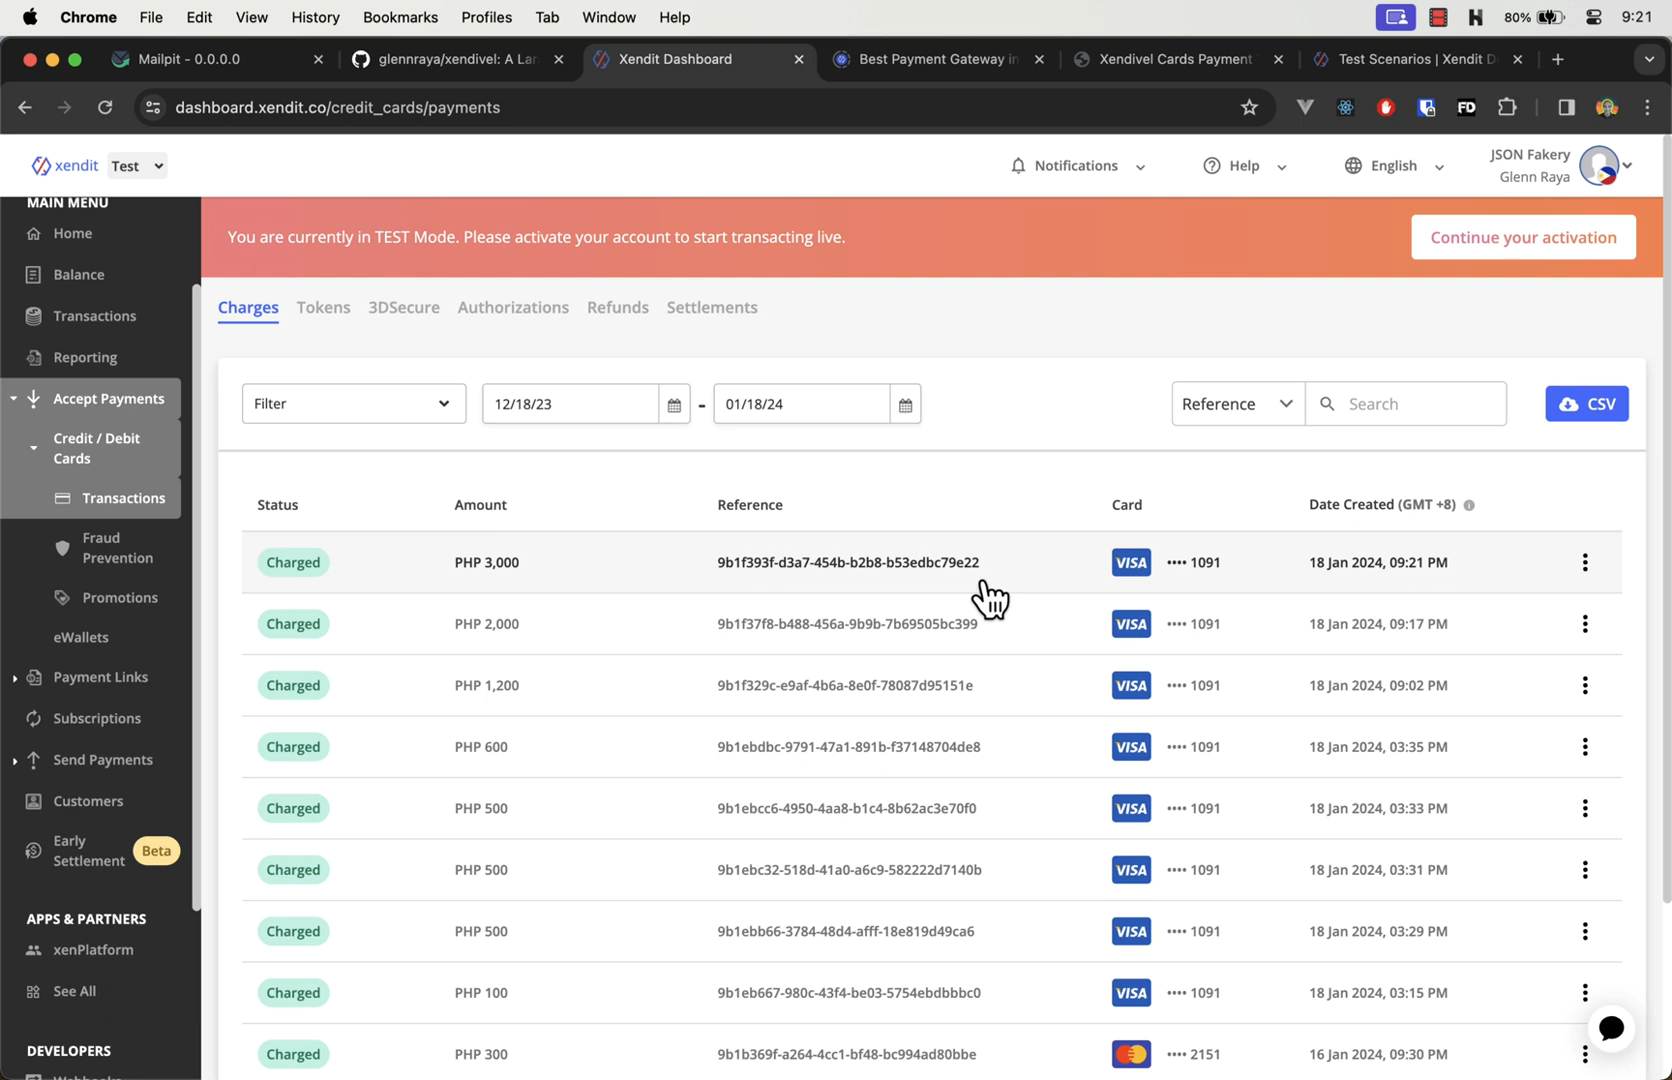 Chrome File Edit View History Bookmarks Profiles Tab Window Help 80% 9:21
Mailpit - 0.0.0.0 glennraya/xendivel: A Lar Xendit Dashboard Best Payment Gateway in Xendivel Cards Payment Test Scenarios | Xendit D
dashboard.xendit.co/credit_cards/payments FD
xendit Test Notifications Help English JSON Fakery
Glenn Raya
MAIN MENU
Home
Balance
Transactions
Reporting
Accept Payments
Credit / Debit
Cards
Transactions
Fraud
Prevention
Promotions
eWallets
Payment Links
Subscriptions
Send Payments
Customers
Early
Settlement Beta
APPS & PARTNERS
xenPlatform
See All
DEVELOPERS
You are currently in TEST Mode. Please activate your account to start transacting live. Continue your activation
Charges Tokens 3DSecure Authorizations Refunds Settlements
Filter 12/18/23 - 01/18/24 Reference Search CSV
Status Amount Reference Card Date Created (GMT +8)
Charged PHP 3,000 9b1f393f-d3a7-454b-b2b8-b53edbc79e22 VISA •••• 1091 18 Jan 2024, 09:21 PM
Charged PHP 2,000 9b1f37f8-b488-456a-9b9b-7b69505bc399 VISA •••• 1091 18 Jan 2024, 09:17 PM
Charged PHP 1,200 9b1f329c-e9af-4b6a-8e0f-78087d95151e VISA •••• 1091 18 Jan 2024, 09:02 PM
Charged PHP 600 9b1ebdbc-9791-47a1-891b-f37148704de8 VISA •••• 1091 18 Jan 2024, 03:35 PM
Charged PHP 500 9b1ebcc6-4950-4aa8-b1c4-8b62ac3e70f0 VISA •••• 1091 18 Jan 2024, 03:33 PM
Charged PHP 500 9b1ebc32-518d-41a0-a6c9-582222d7140b VISA •••• 1091 18 Jan 2024, 03:31 PM
Charged PHP 500 9b1ebb66-3784-48d4-afff-18e819d49ca6 VISA •••• 1091 18 Jan 2024, 03:29 PM
Charged PHP 100 9b1eb667-980c-43f4-be03-5754ebdbbbc0 VISA •••• 1091 18 Jan 2024, 03:15 PM
Charged PHP 300 9b1b369f-a264-4cc1-bf48-bc994ad80bbe •••• 2151 16 Jan 2024, 09:30 PM